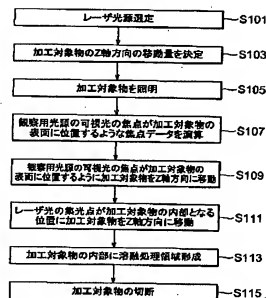 レーザ光源選定
S101
加工対象物のZ軸方向の移動量を決定
S103
加工対象物を照明
S105
観察用光源の可視光の焦点が加工対象物の
表面に位置するような焦点データを演算
S107
観察用光源の可視光の焦点が加工対象物の
表面に位置するように加工対象物をZ軸方向に移動
S109
レーザ光の集光点が加工対象物の内部となる
位置に加工対象物をZ軸方向に移動
S111
加工対象物の内部に溶融処理領域形成
S113
加工対象物の切断
S115